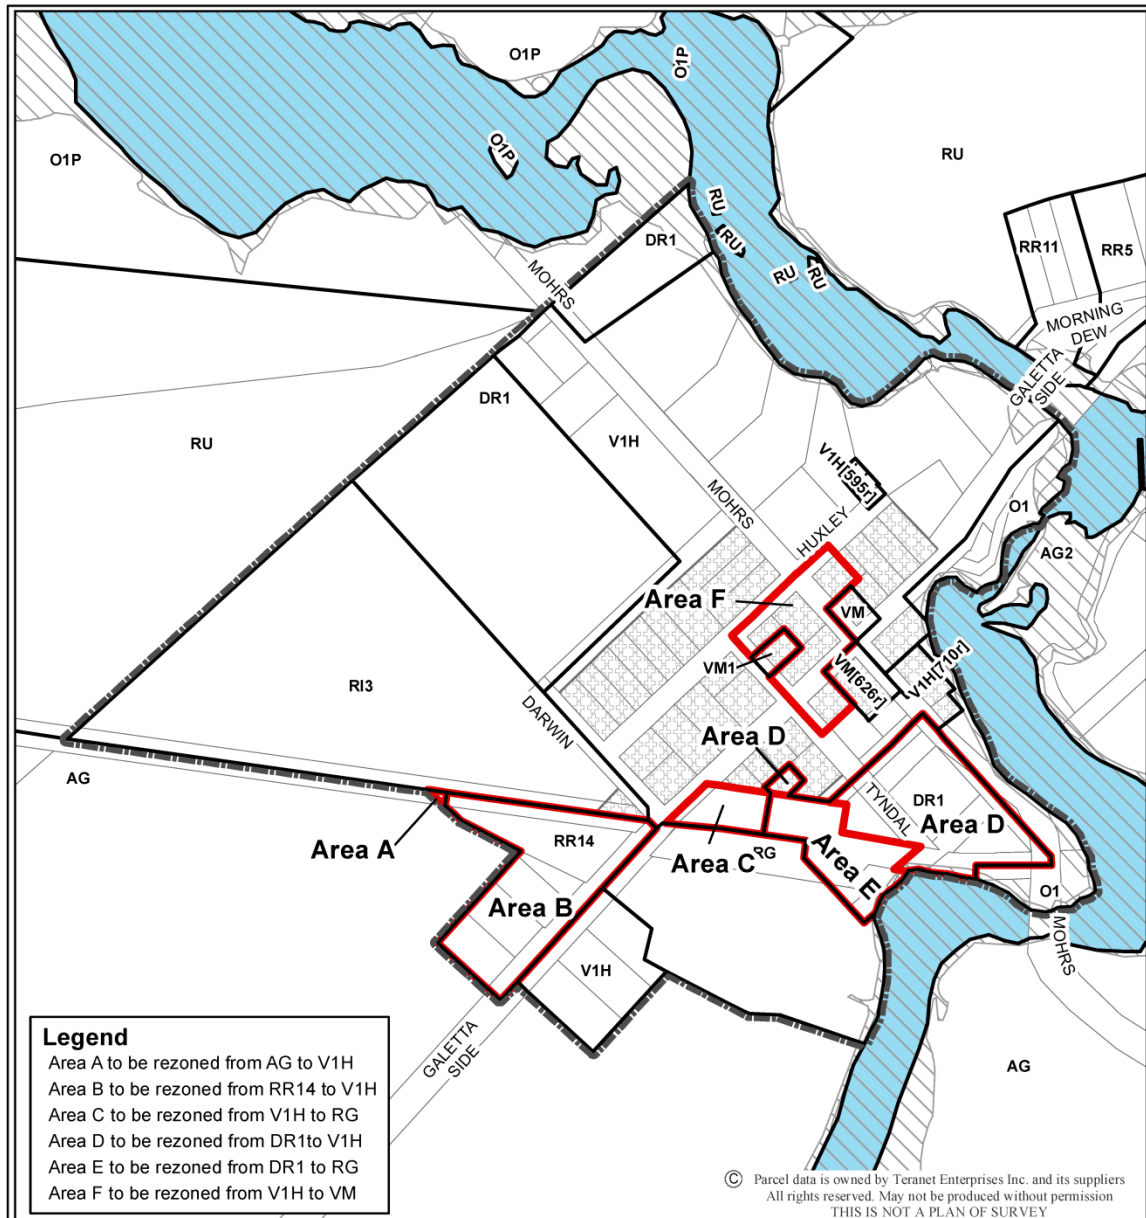 O1P
O1P
O1P
O1P
RU
RU
RU
RU
RU
RR11
RR5
DR1
MOHRS
MORNING
DEW
GALETTA
SIDE
DR1
RU
V1H
V1H[595r]
MOHRS
HUXLEY
O1
AG2
Area F
VM
VM1
VM[626r]
V1H[710r]
RI3
DARWIN
Area D
AG
TYNDAL
DR1
Area D
Area A
RR14
Area C
RG
Area E
Area B
O1
MOHRS
V1H
GALETTA
SIDE
AG
Legend
Area A to be rezoned from AG to V1H
Area B to be rezoned from RR14 to V1H
Area C to be rezoned from V1H to RG
Area D to be rezoned from DR1to V1H
Area E to be rezoned from DR1 to RG
Area F to be rezoned from V1H to VM
© Parcel data is owned by Teranet Enterprises Inc. and its suppliers
All rights reserved. May not be produced without permission
THIS IS NOT A PLAN OF SURVEY